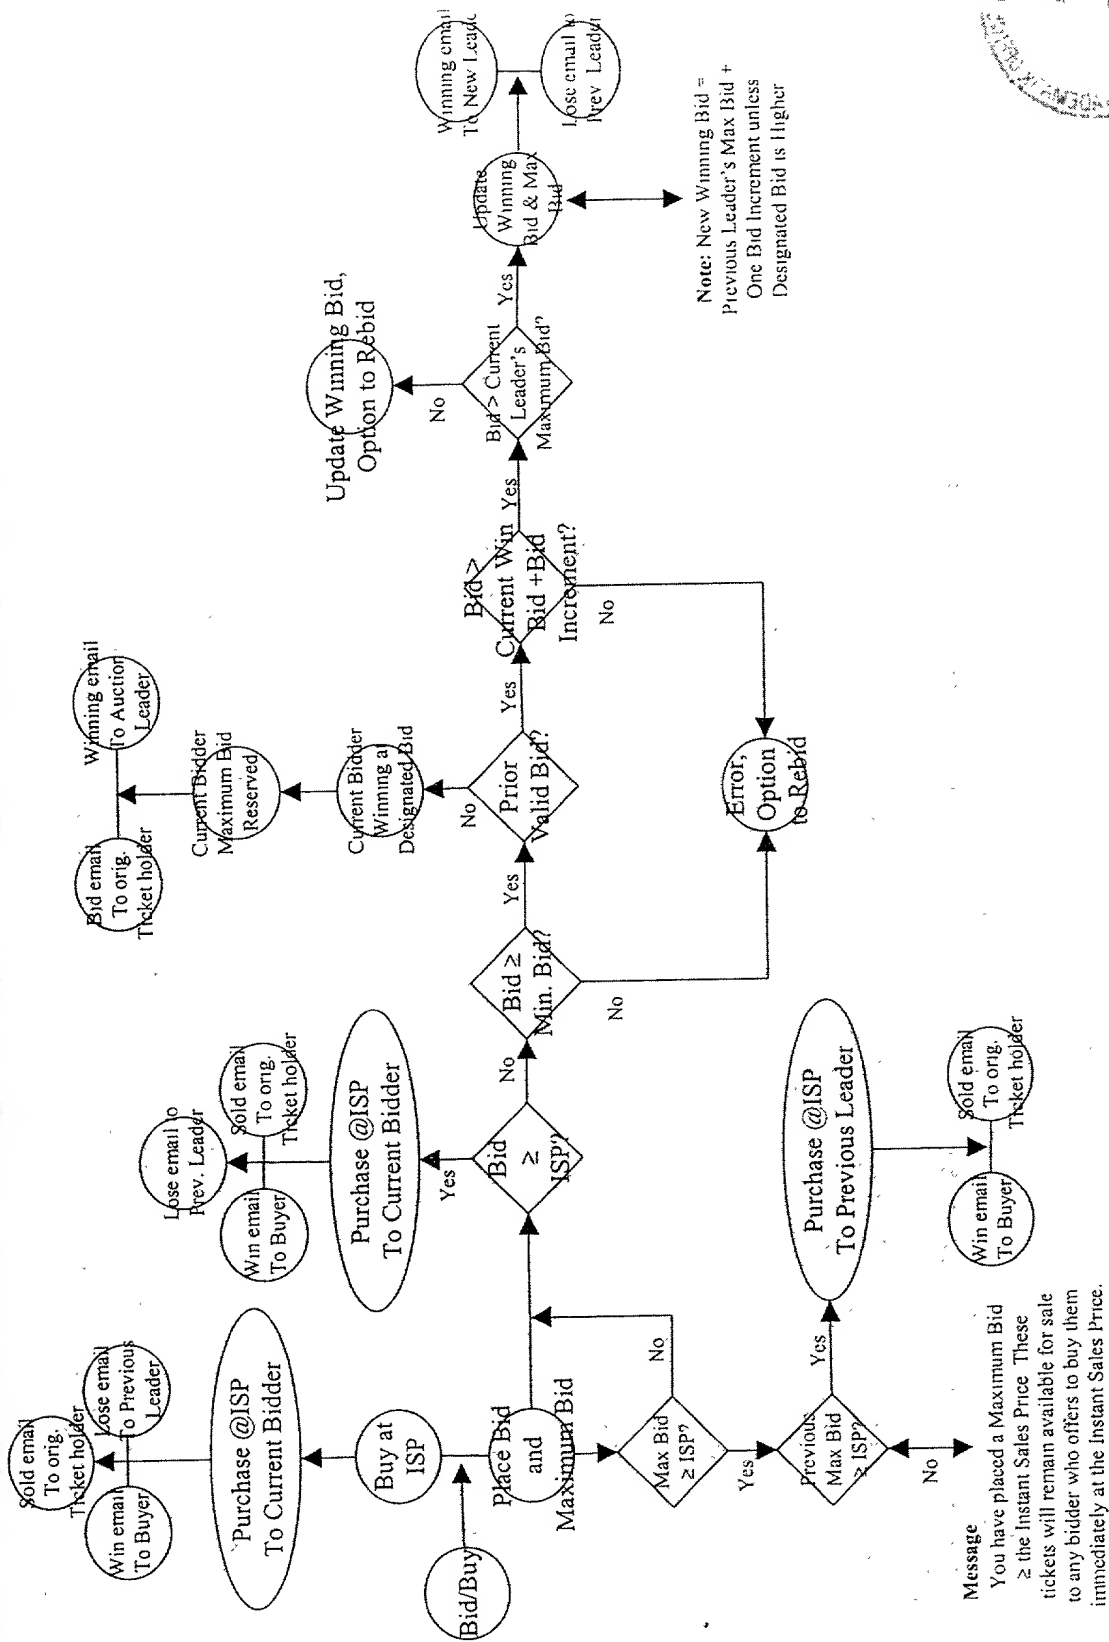 Bid/Buy
Buy at
ISP
Place Bid
and
Maximum Bid
Purchase @ISP
To Current Bidder
Sold email
To orig.
Ticket holder
Win email
To Buyer
Lose email
To Previous
Leader
Max Bid
≥ ISP?
No
Yes
Previous
Max Bid
≥ ISP?
No
Yes
Message
You have placed a Maximum Bid
≥ the Instant Sales Price These
tickets will remain available for sale
to any bidder who offers to buy them
immediately at the Instant Sales Price.
Purchase @ISP
To Previous Leader
Win email
To Buyer
Sold email
To orig.
Ticket holder
Bid
≥
ISP?
Yes
No
Purchase @ISP
To Current Bidder
Lose email to
Prev. Leader
Win email
To Buyer
Sold email
To orig.
Ticket holder
Bid ≥
Min. Bid?
No
Yes
Prior
Valid Bid?
No
Yes
Current Bidder
Winning at
Designated Bid
Current Bidder
Maximum Bid
Reserved
Bid email
To orig.
Ticket holder
Winning email
To Auction
Leader
Bid >
Current Win
Bid +Bid
Increment?
No
Yes
Error,
Option
to Rebid
Bid > Current
Leader's
Maximum Bid?
No
Yes
Update Winning Bid,
Option to Rebid
Update
Winning
Bid & Max
Bid
Winning email
To New Leade
Lose email to
Prev Leader
Note: New Winning Bid =
Previous Leader's Max Bid +
One Bid Increment unless
Designated Bid is Higher